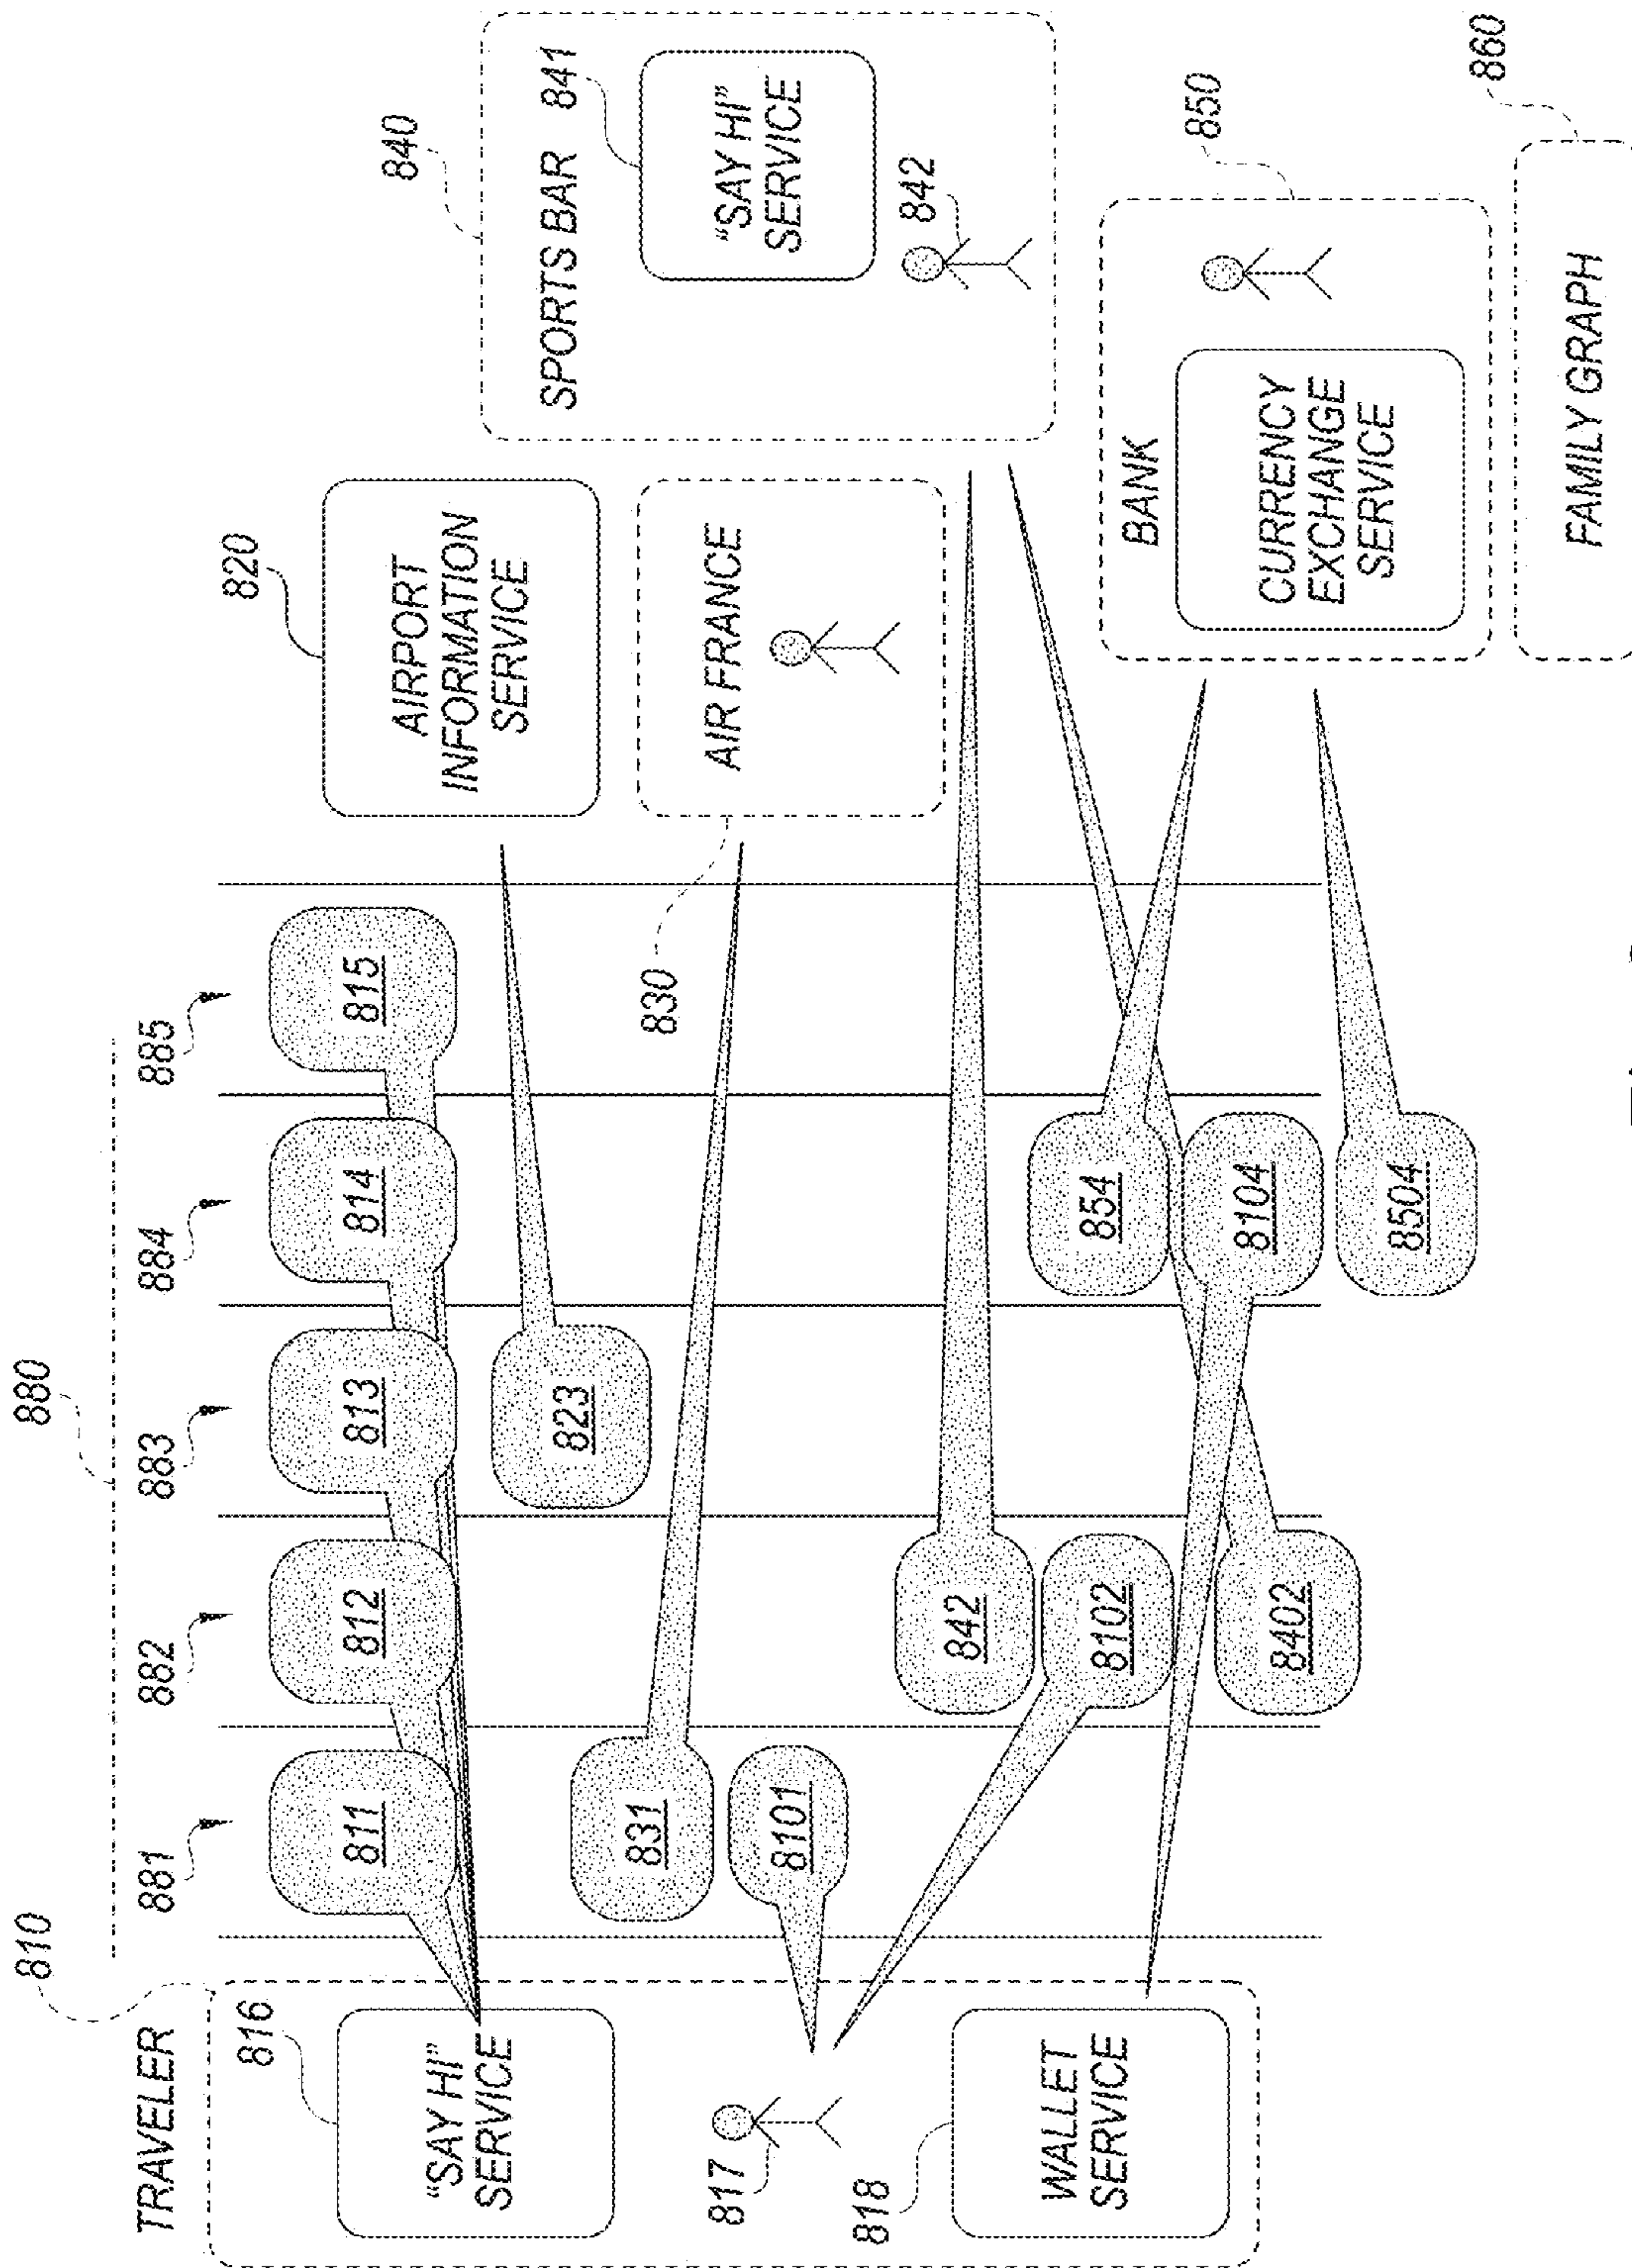 810
880
881
882
883
884
885
TRAVELER
816
"SAY HI"
SERVICE
817
818
WALLET
SERVICE
811
812
813
814
815
831
8101
823
842
8102
8402
854
8104
8504
820
AIRPORT
INFORMATION
SERVICE
830
AIR FRANCE
840
SPORTS BAR
841
"SAY HI"
SERVICE
842
850
BANK
CURRENCY
EXCHANGE
SERVICE
860
FAMILY GRAPH